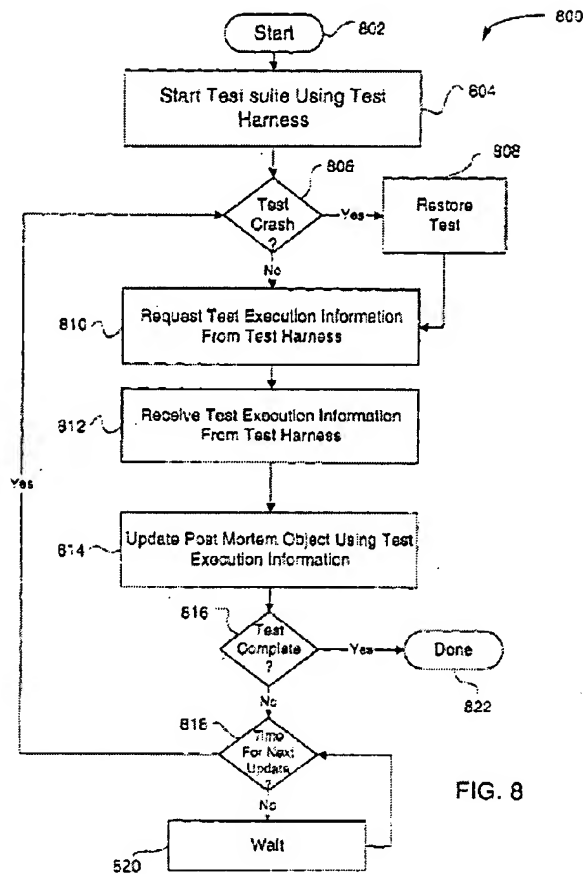 800
Start
802
Start Test suite Using Test
Harness
804
806
Test
Crash
?
Yes
808
Restore
Test
No
810
Request Test Execution Information
From Test Harness
812
Receive Test Execution Information
From Test Harness
Yes
814
Update Post Mortem Object Using Test
Execution Information
816
Test
Complete
?
Yes
Done
822
No
818
Time
For Next
Update
?
No
FIG. 8
Wait
520